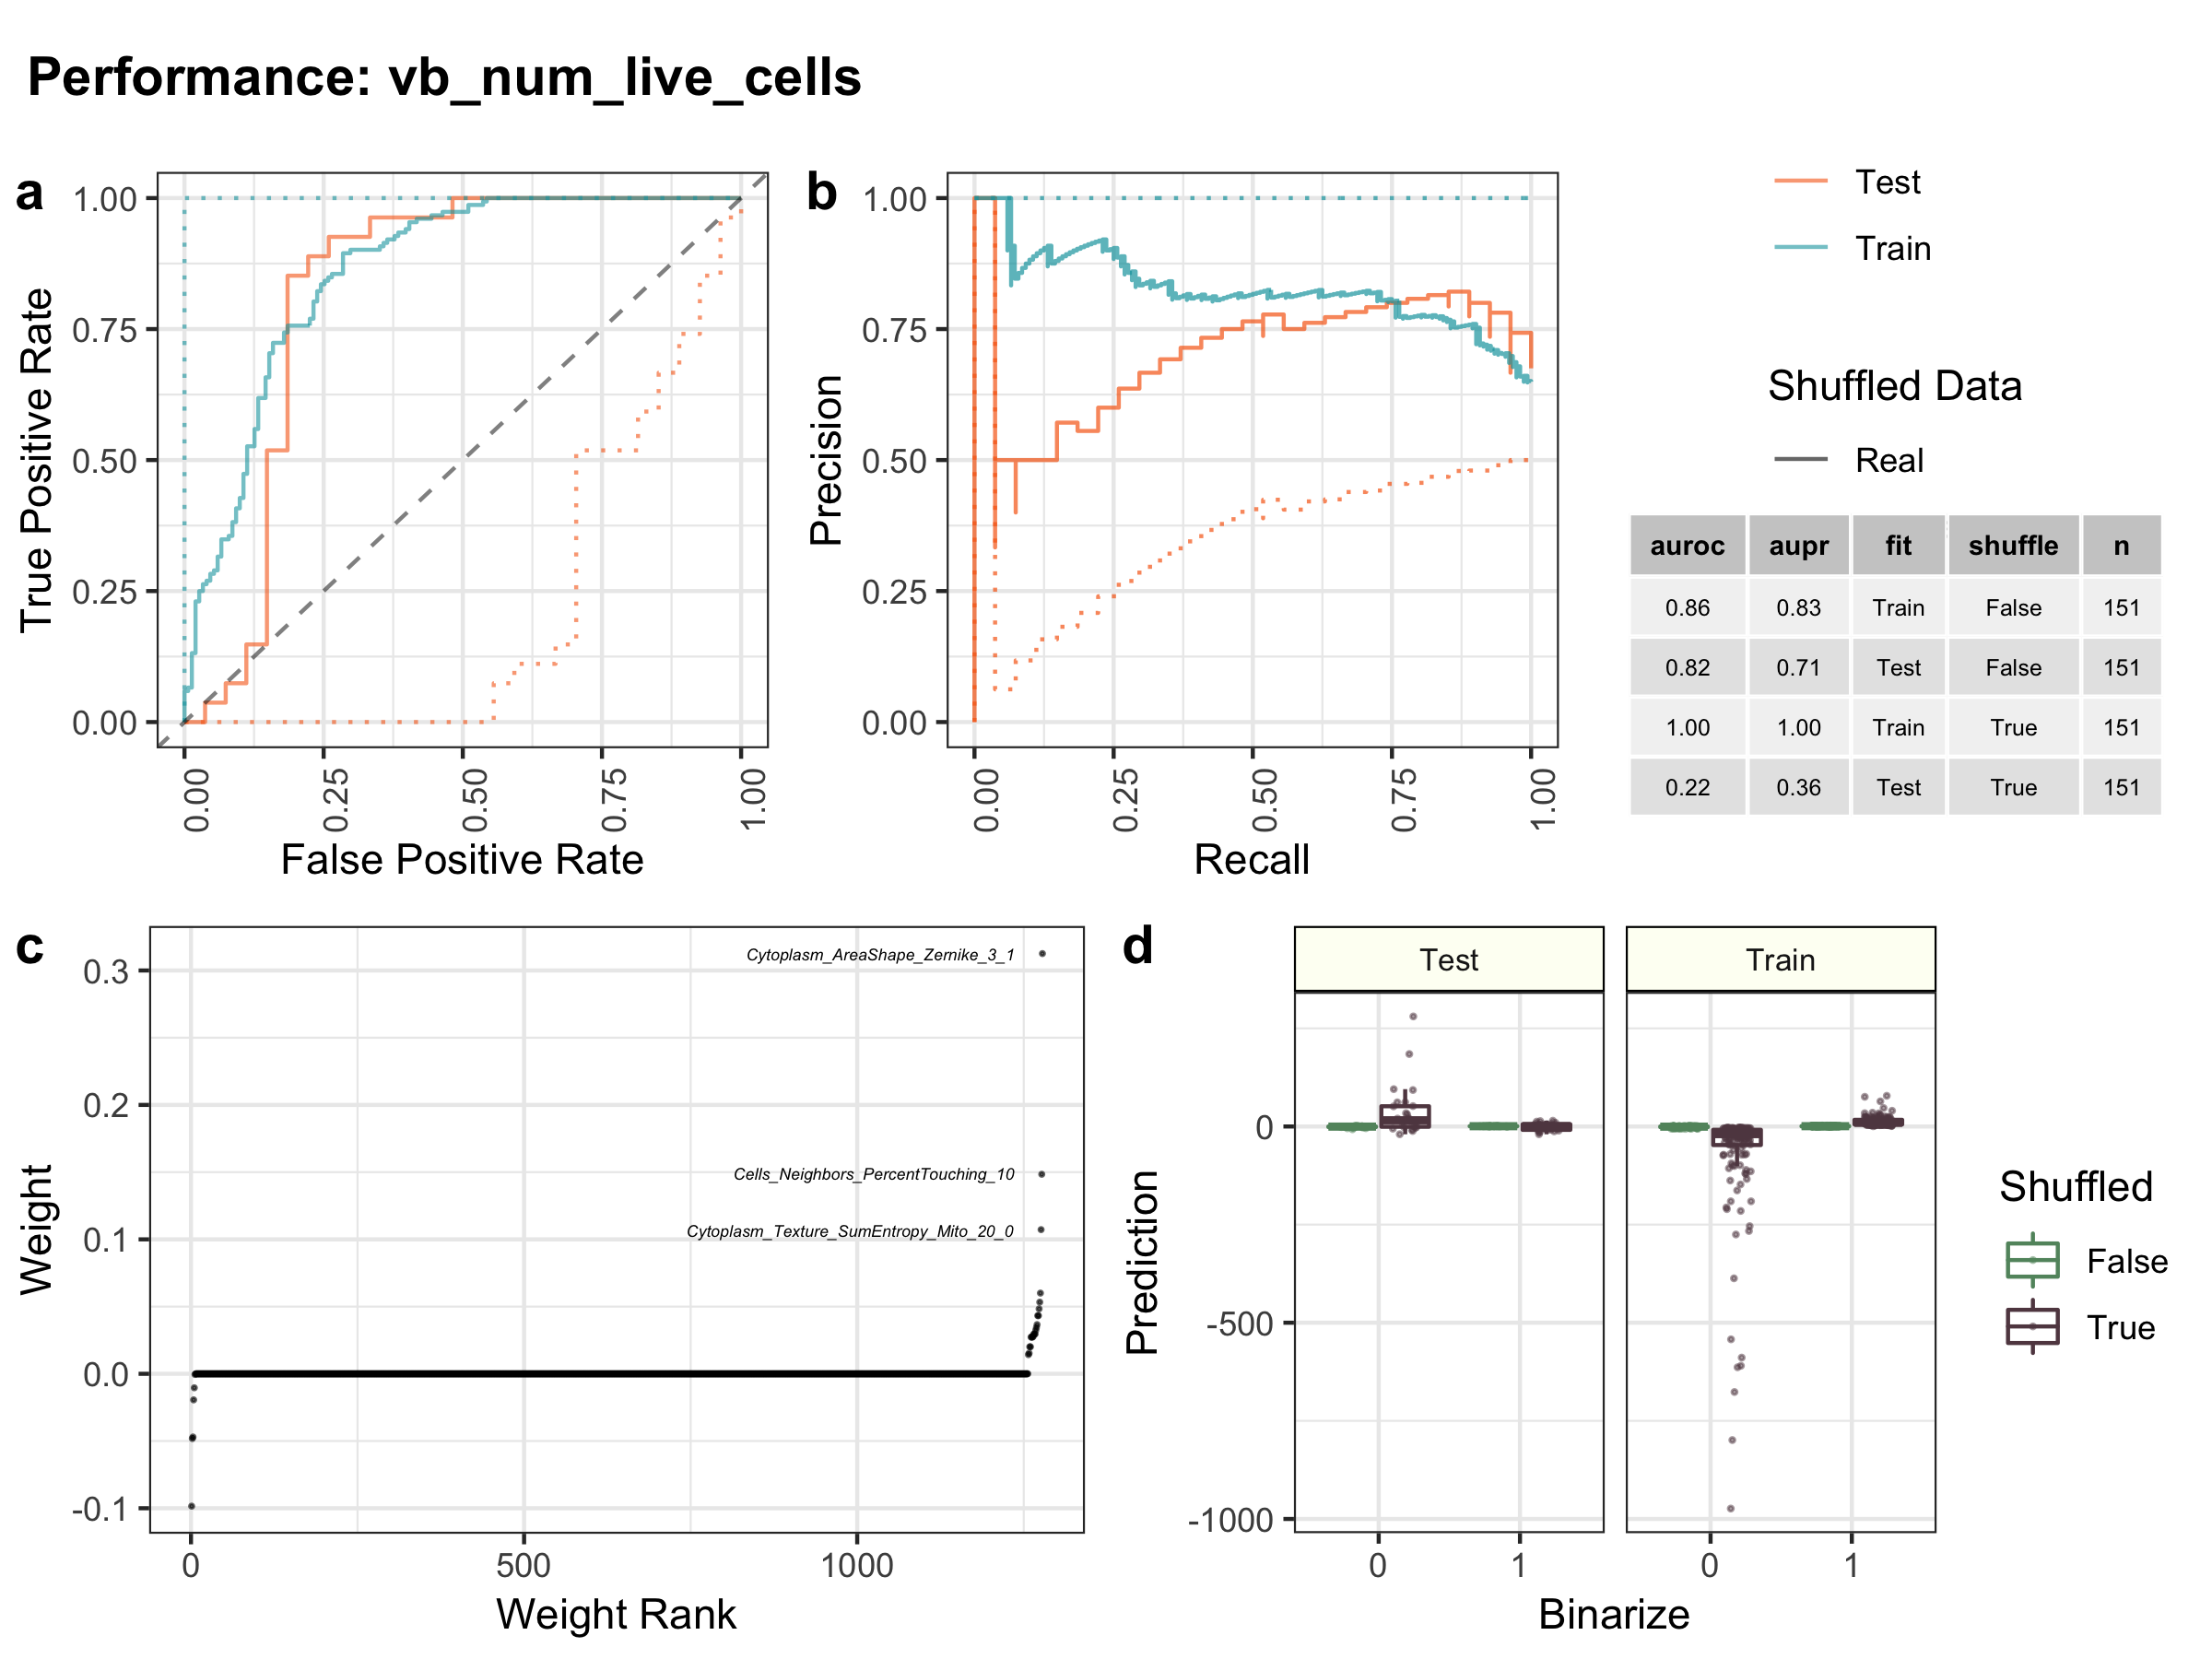 Performance: vb_num_live_cells
a
1.00
0.75
0.50
0.25
0.00
True Positive Rate
0.00
0.25
0.50
0.75
1.00
False Positive Rate
b
1.00
0.75
0.50
0.25
0.00
Precision
0.00
0.25
0.50
0.75
1.00
Recall
Test
Train
Shuffled Data
Real
auroc aupr fit shuffle n
0.86 0.83 Train False 151
0.82 0.71 Test False 151
1.00 1.00 Train True 151
0.22 0.36 Test True 151
c
0.3
0.2
0.1
0.0
-0.1
Weight
Cytoplasm_AreaShape_Zernike_3_1
Cells_Neighbors_PercentTouching_10
Cytoplasm_Texture_SumEntropy_Mito_20_0
0 500 1000
Weight Rank
d
Test Train
0
-500
-1000
Prediction
0 1 0 1
Binarize
Shuffled
False
True